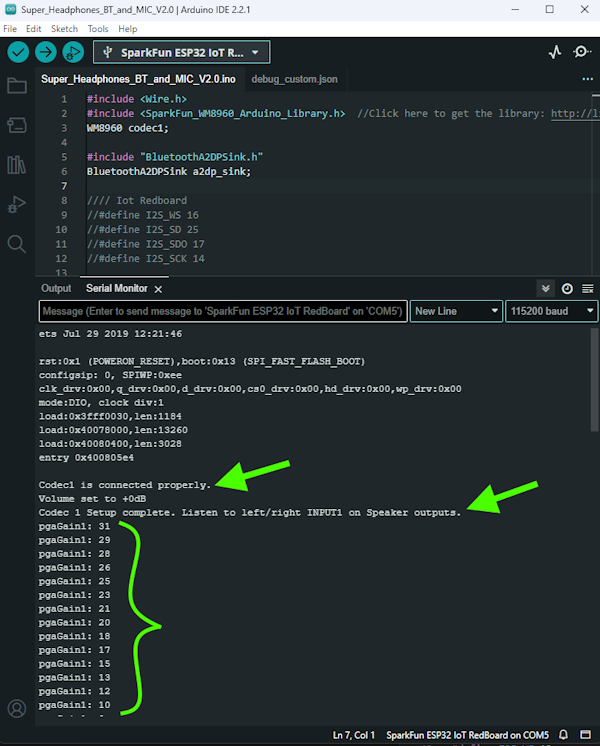 Super_Headphones_BT_and_MIC_V2.0 | Arduino IDE 2.2.1
File Edit Sketch Tools Help
SparkFun ESP32 IoT R...
Super_Headphones_BT_and_MIC_V2.0.ino debug_custom.json
1 #include <Wire.h>
2 #include <SparkFun_WM8960_Arduino_Library.h> //Click here to get the library: http://li
3 WM8960 codec1;
4
5 #include "BluetoothA2DPSink.h"
6 BluetoothA2DPSink a2dp_sink;
7
8 //// Iot Redboard
9 //#define I2S_WS 16
10 //#define I2S_SD 25
11 //#define I2S_SDO 17
12 //#define I2S_SCK 14
13
Output Serial Monitor
Message (Enter to send message to 'SparkFun ESP32 IoT RedBoard' on 'COM5') New Line 115200 baud
ets Jul 29 2019 12:21:46
rst:0x1 (POWERON_RESET),boot:0x13 (SPI_FAST_FLASH_BOOT)
configsip: 0, SPIWP:0xee
clk_drv:0x00,q_drv:0x00,d_drv:0x00,cs0_drv:0x00,hd_drv:0x00,wp_drv:0x00
mode:DIO, clock div:1
load:0x3fff0030,len:1184
load:0x40078000,len:13260
load:0x40080400,len:3028
entry 0x400805e4
Codec1 is connected properly.
Volume set to +0dB
Codec 1 Setup complete. Listen to left/right INPUT1 on Speaker outputs.
pgaGain1: 31
pgaGain1: 29
pgaGain1: 28
pgaGain1: 26
pgaGain1: 25
pgaGain1: 23
pgaGain1: 21
pgaGain1: 20
pgaGain1: 18
pgaGain1: 17
pgaGain1: 15
pgaGain1: 13
pgaGain1: 12
pgaGain1: 10
Ln 7, Col 1 SparkFun ESP32 IoT RedBoard on COM5